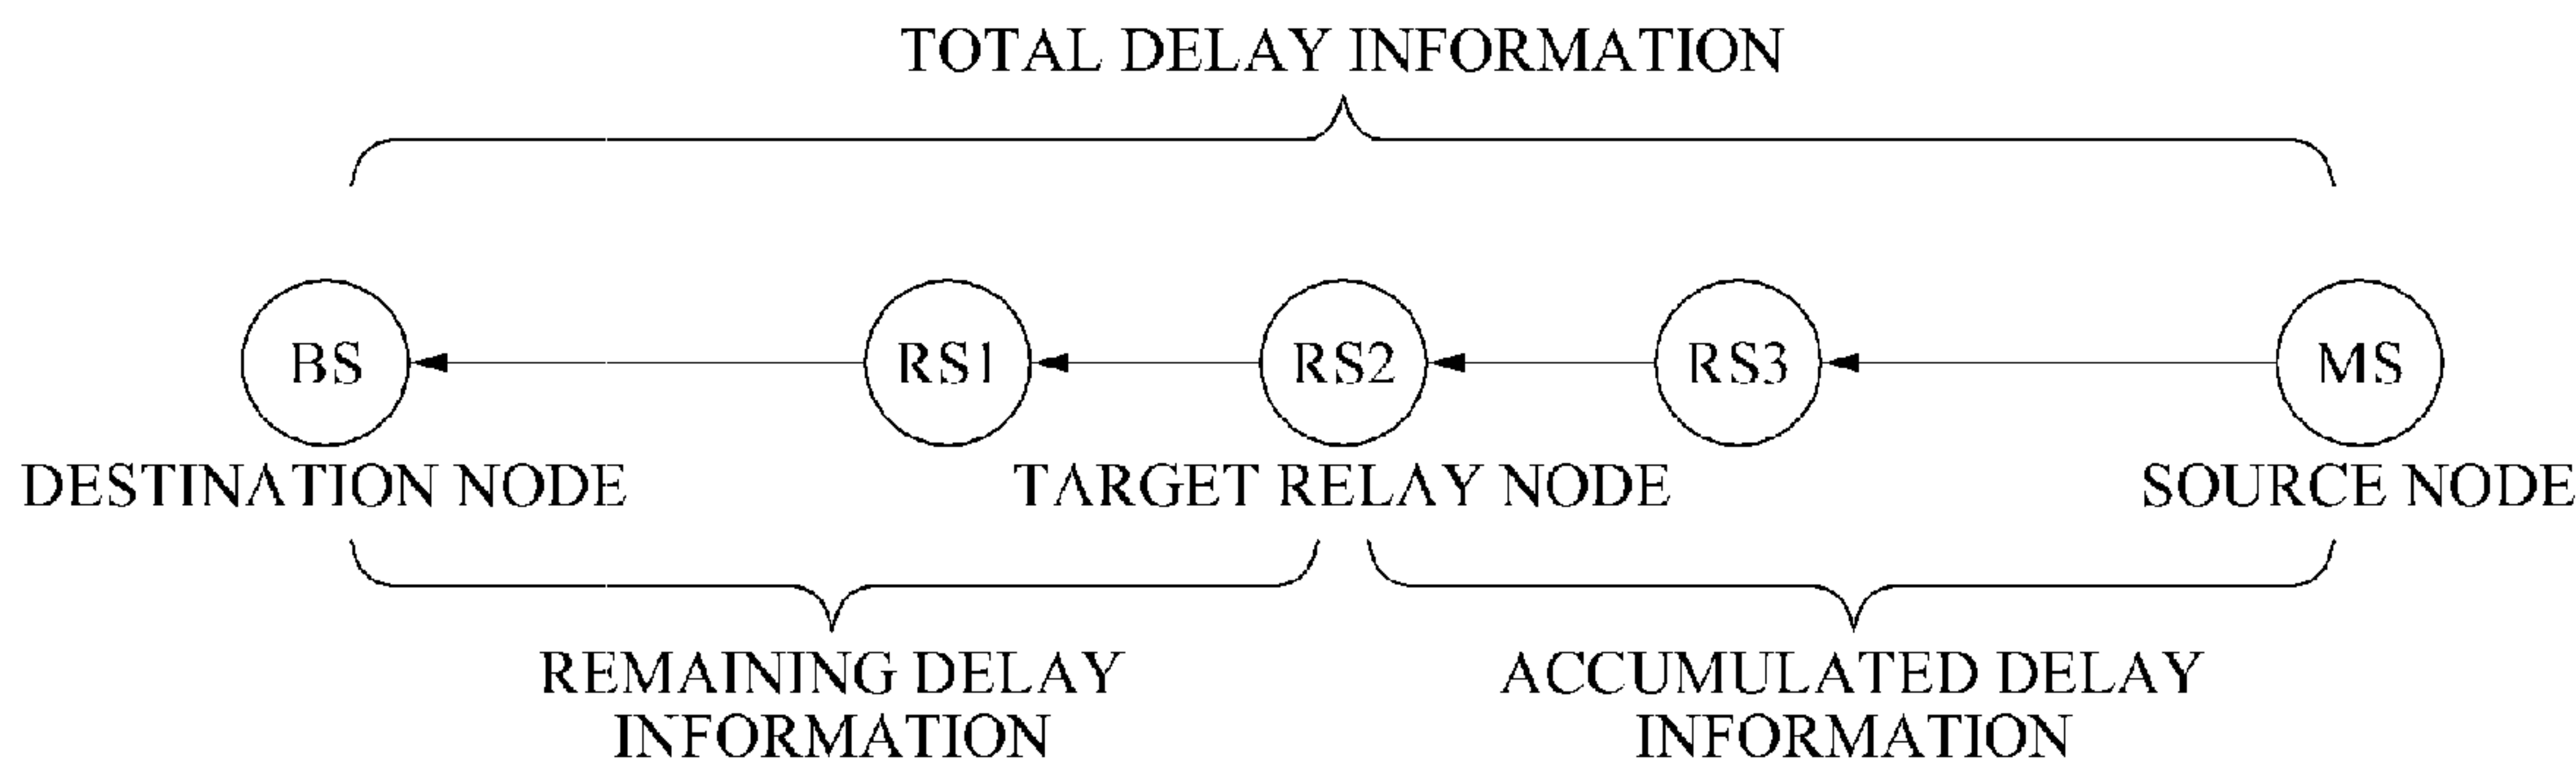 TOTAL DELAY INFORMATION
BS RS1 RS2 RS3 MS
DESTINATION NODE TARGET RELAY NODE SOURCE NODE
REMAINING DELAY
INFORMATION
ACCUMULATED DELAY
INFORMATION